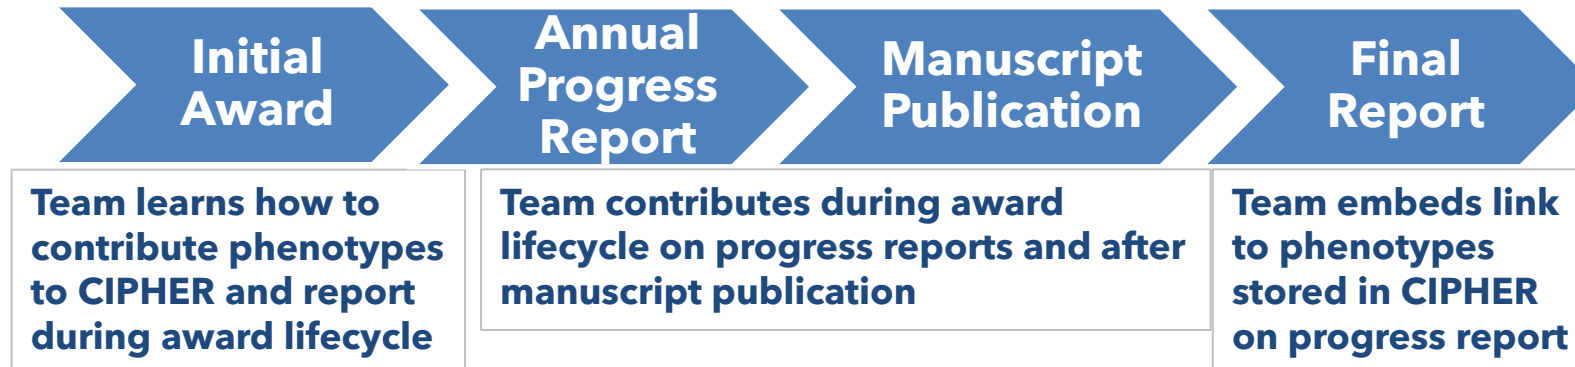 Initial
Award
Annual
Progress
Report
Manuscript
Publication
Final
Report
Team learns how to
contribute phenotypes
to CIPHER and report
during award lifecycle
Team contributes during award
lifecycle on progress reports and after
manuscript publication
Team embeds link
to phenotypes
stored in CIPHER
on progress report